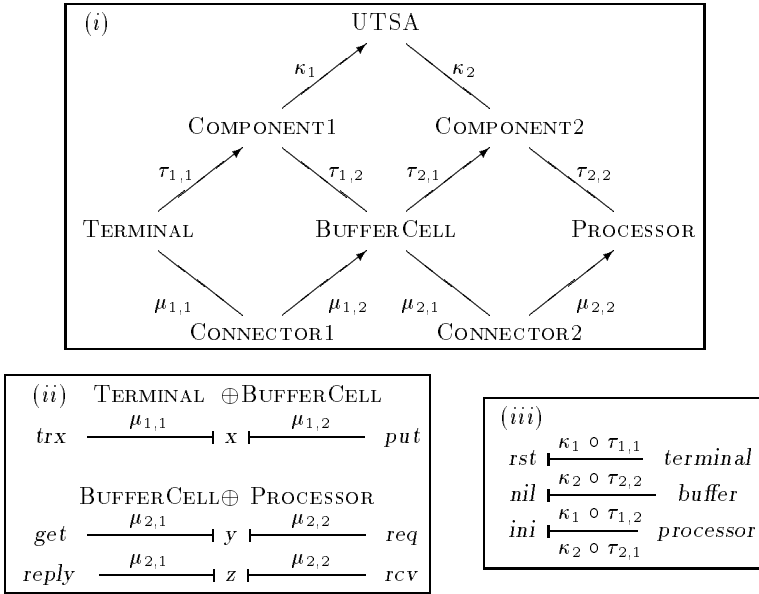 (i) UTSA
κ1 κ2
COMPONENT1 COMPONENT2
τ1,1 τ1,2 τ2,1 τ2,2
TERMINAL BUFFERCELL PROCESSOR
μ1,1 μ1,2 μ2,1 μ2,2
CONNECTOR1 CONNECTOR2
(ii) TERMINAL ⊕BUFFERCELL
μ1,1 μ1,2
trx x put
BUFFERCELL⊕ PROCESSOR
μ2,1 μ2,2
get y req
μ2,1 μ2,2
reply z rcv
(iii)
κ1 ∘ τ1,1
rst terminal
κ2 ∘ τ2,2
nil buffer
κ1 ∘ τ1,2
ini processor
κ2 ∘ τ2,1